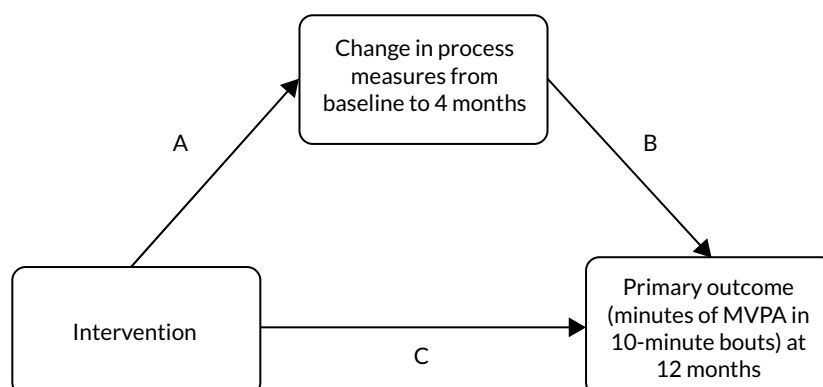 Change in process
measures from
baseline to 4 months
A
B
Intervention
C
Primary outcome
(minutes of MVPA in
10-minute bouts) at
12 months